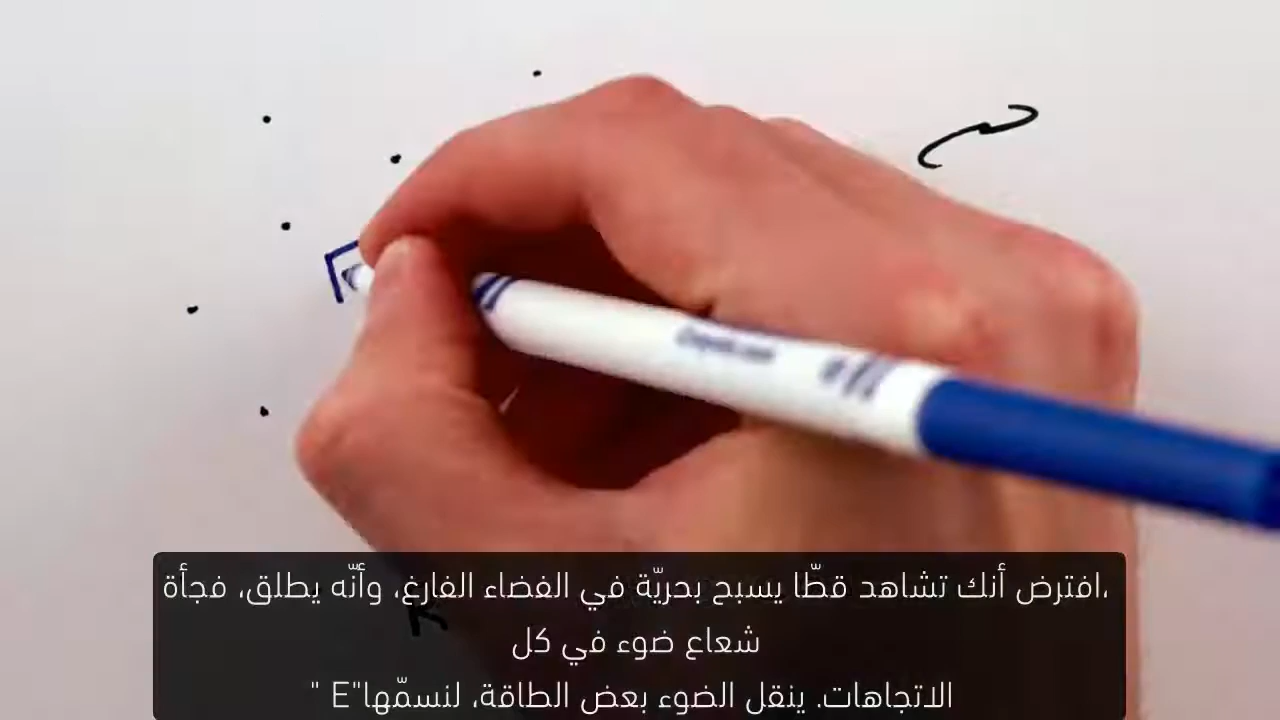 افترض أنك تشاهد قطًّا يسبح بحريّة في الفضاء الفارغ، وأنّه يطلق، فجأة،
شعاع ضوء في كل
الاتجاهات. ينقل الضوء بعض الطاقة، لنسمّها"E "